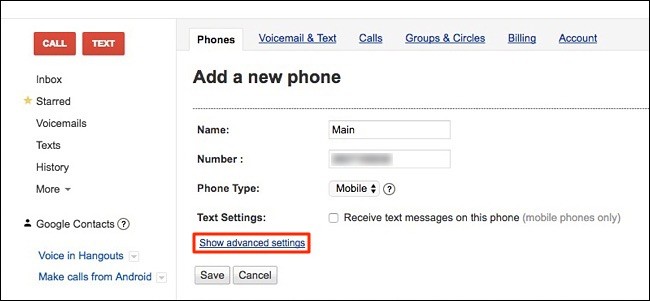 CALL TEXT
Phones Voicemail & Text Calls Groups & Circles Billing Account
Add a new phone
Inbox
Starred
Voicemails
Texts
History
More
Google Contacts (?)
Voice in Hangouts
Make calls from Android
Name: Main
Number :
Phone Type: Mobile (?)
Text Settings: Receive text messages on this phone (mobile phones only)
Show advanced settings
Save Cancel